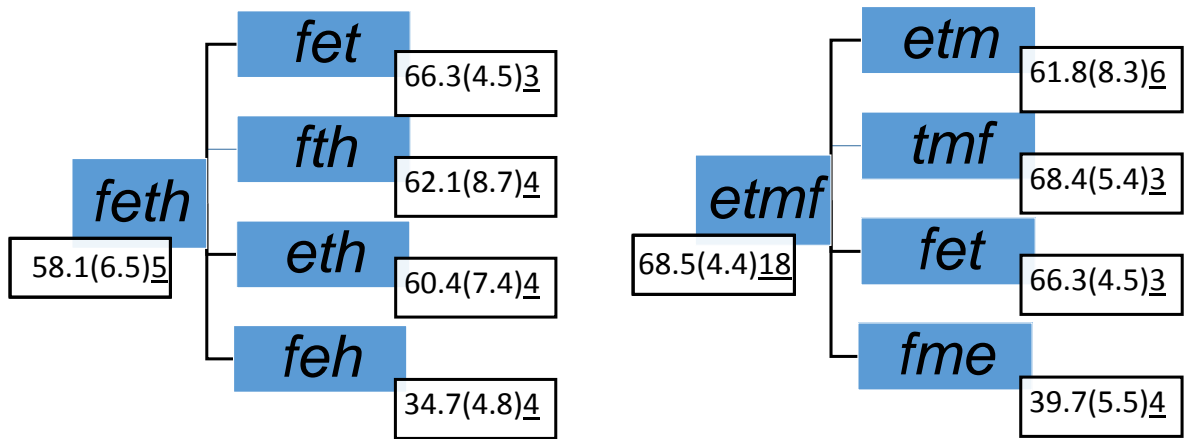 fet
66.3(4.5)3
fth
62.1(8.7)4
feth
58.1(6.5)5
eth
60.4(7.4)4
feh
34.7(4.8)4
etm
61.8(8.3)6
tmf
68.4(5.4)3
etmf
68.5(4.4)18
fet
66.3(4.5)3
fme
39.7(5.5)4